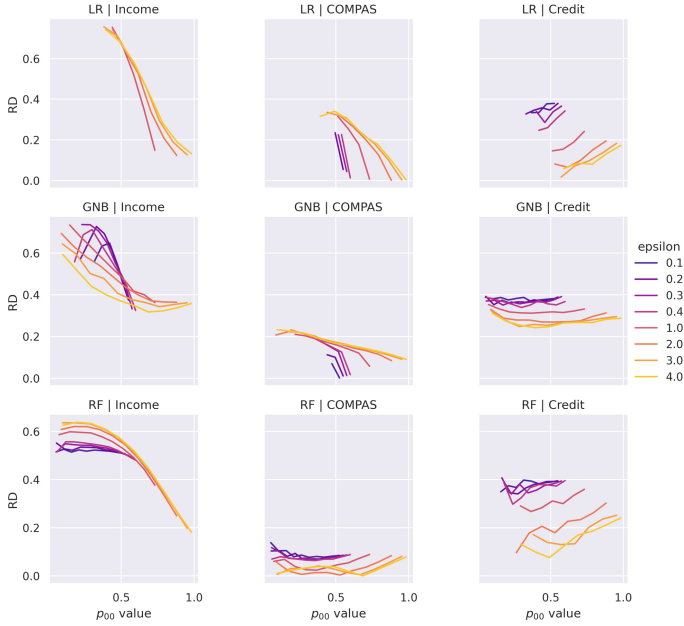 LR | Income
LR | COMPAS
LR | Credit
RD
0.6
0.4
0.2
0.0
GNB | Income
GNB | COMPAS
GNB | Credit
RD
0.6
0.4
0.2
0.0
epsilon
0.1
0.2
0.3
0.4
1.0
2.0
3.0
4.0
RF | Income
RF | COMPAS
RF | Credit
RD
0.6
0.4
0.2
0.0
0.5 1.0
0.5 1.0
0.5 1.0
p00 value
p00 value
p00 value